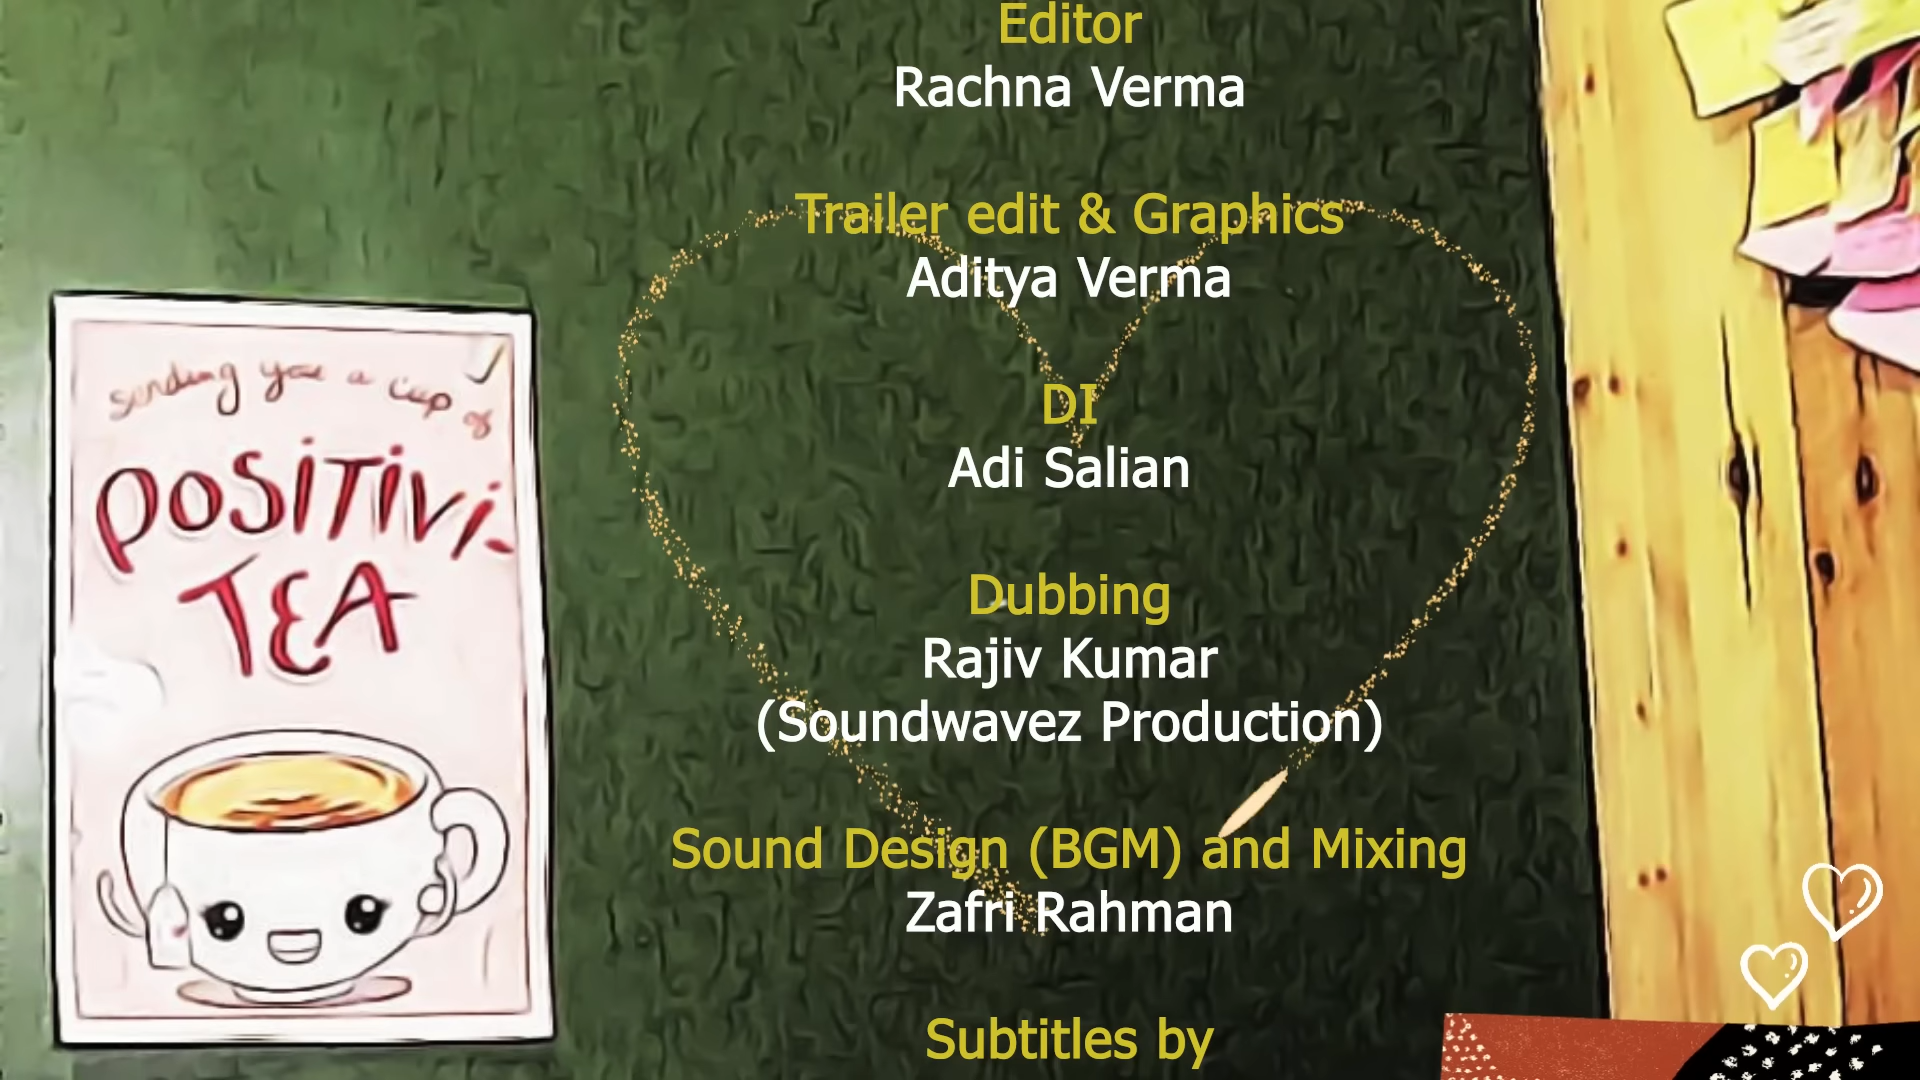 Editor
Rachna Verma
Trailer edit & Graphics
Aditya Verma
DI
Adi Salian
Dubbing
Rajiv Kumar
(Soundwavez Production)
Sound Design (BGM) and Mixing
Zafri Rahman
Subtitles by
sending you a cup of
POSITIVI-
TEA